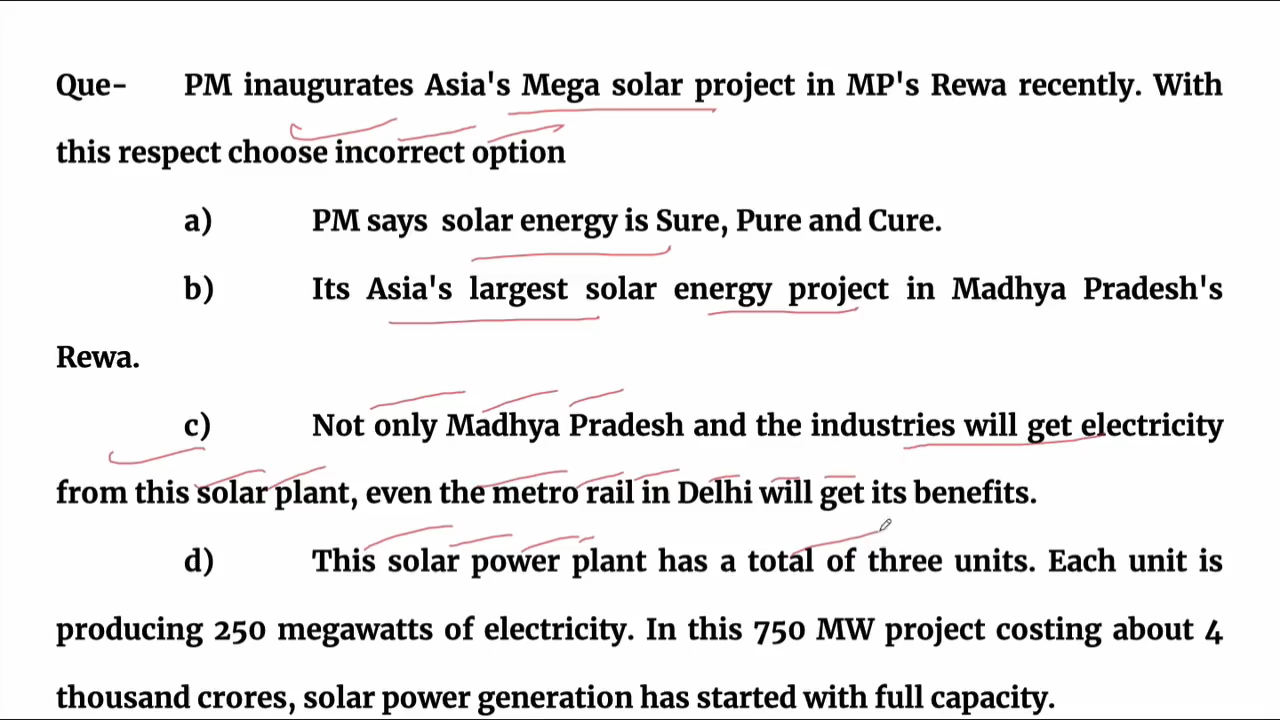 Que- PM inaugurates Asia's Mega solar project in MP's Rewa recently. With
this respect choose incorrect option
a) PM says solar energy is Sure, Pure and Cure.
b) Its Asia's largest solar energy project in Madhya Pradesh's
Rewa.
c) Not only Madhya Pradesh and the industries will get electricity
from this solar plant, even the metro rail in Delhi will get its benefits.
d) This solar power plant has a total of three units. Each unit is
producing 250 megawatts of electricity. In this 750 MW project costing about 4
thousand crores, solar power generation has started with full capacity.